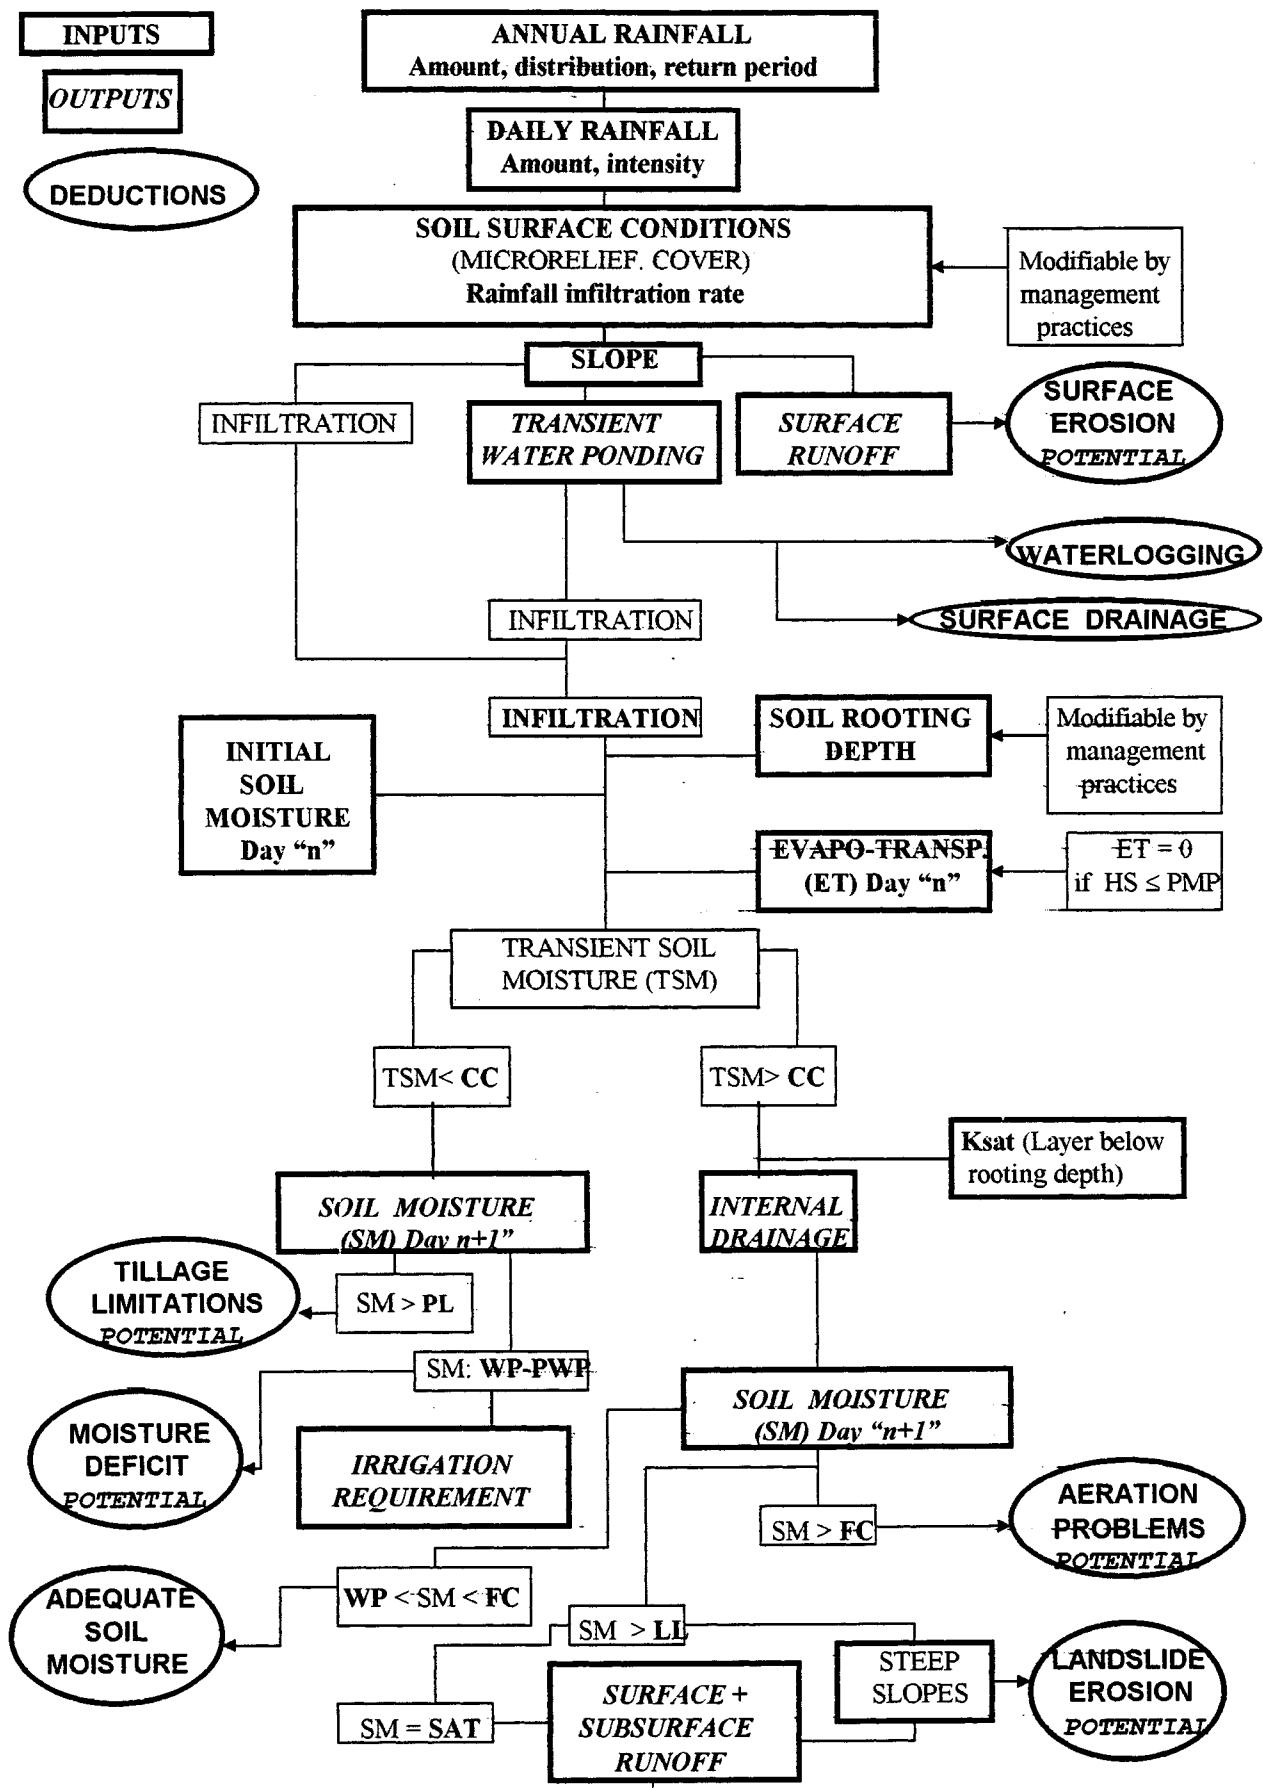 INPUTS
OUTPUTS
DEDUCTIONS
ANNUAL RAINFALL
Amount, distribution, return period
DAILY RAINFALL
Amount, intensity
SOIL SURFACE CONDITIONS
(MICRORELIEF. COVER)
Rainfall infiltration rate
Modifiable by
management
practices
SLOPE
INFILTRATION
TRANSIENT
WATER PONDING
SURFACE
RUNOFF
SURFACE
EROSION
POTENTIAL
WATERLOGGING
SURFACE DRAINAGE
INFILTRATION
INFILTRATION
INITIAL
SOIL
MOISTURE
Day “n”
SOIL ROOTING
DEPTH
Modifiable by
management
practices
EVAPO-TRANSP.
(ET) Day “n”
ET = 0
if HS ≤ PMP
TRANSIENT SOIL
MOISTURE (TSM)
TSM< CC
TSM> CC
Ksat (Layer below
rooting depth)
SOIL MOISTURE
(SM) Day n+1”
INTERNAL
DRAINAGE
TILLAGE
LIMITATIONS
POTENTIAL
SM > PL
SM: WP-PWP
MOISTURE
DEFICIT
POTENTIAL
IRRIGATION
REQUIREMENT
SOIL MOISTURE
(SM) Day “n+1”
SM > FC
AERATION
PROBLEMS
POTENTIAL
ADEQUATE
SOIL
MOISTURE
WP < SM < FC
SM > LL
STEEP
SLOPES
LANDSLIDE
EROSION
POTENTIAL
SM = SAT
SURFACE +
SUBSURFACE
RUNOFF